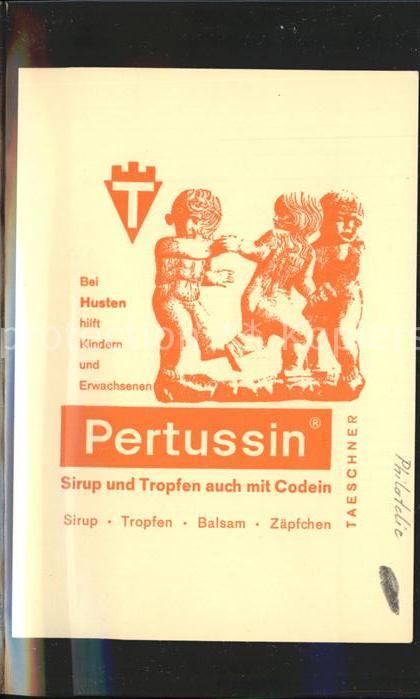 T
Bei
Husten
hilft
Kindern
und
Erwachsenen
Pertussin®
Sirup und Tropfen auch mit Codein
Sirup · Tropfen · Balsam · Zäpfchen
TAESCHNER
Philatelie